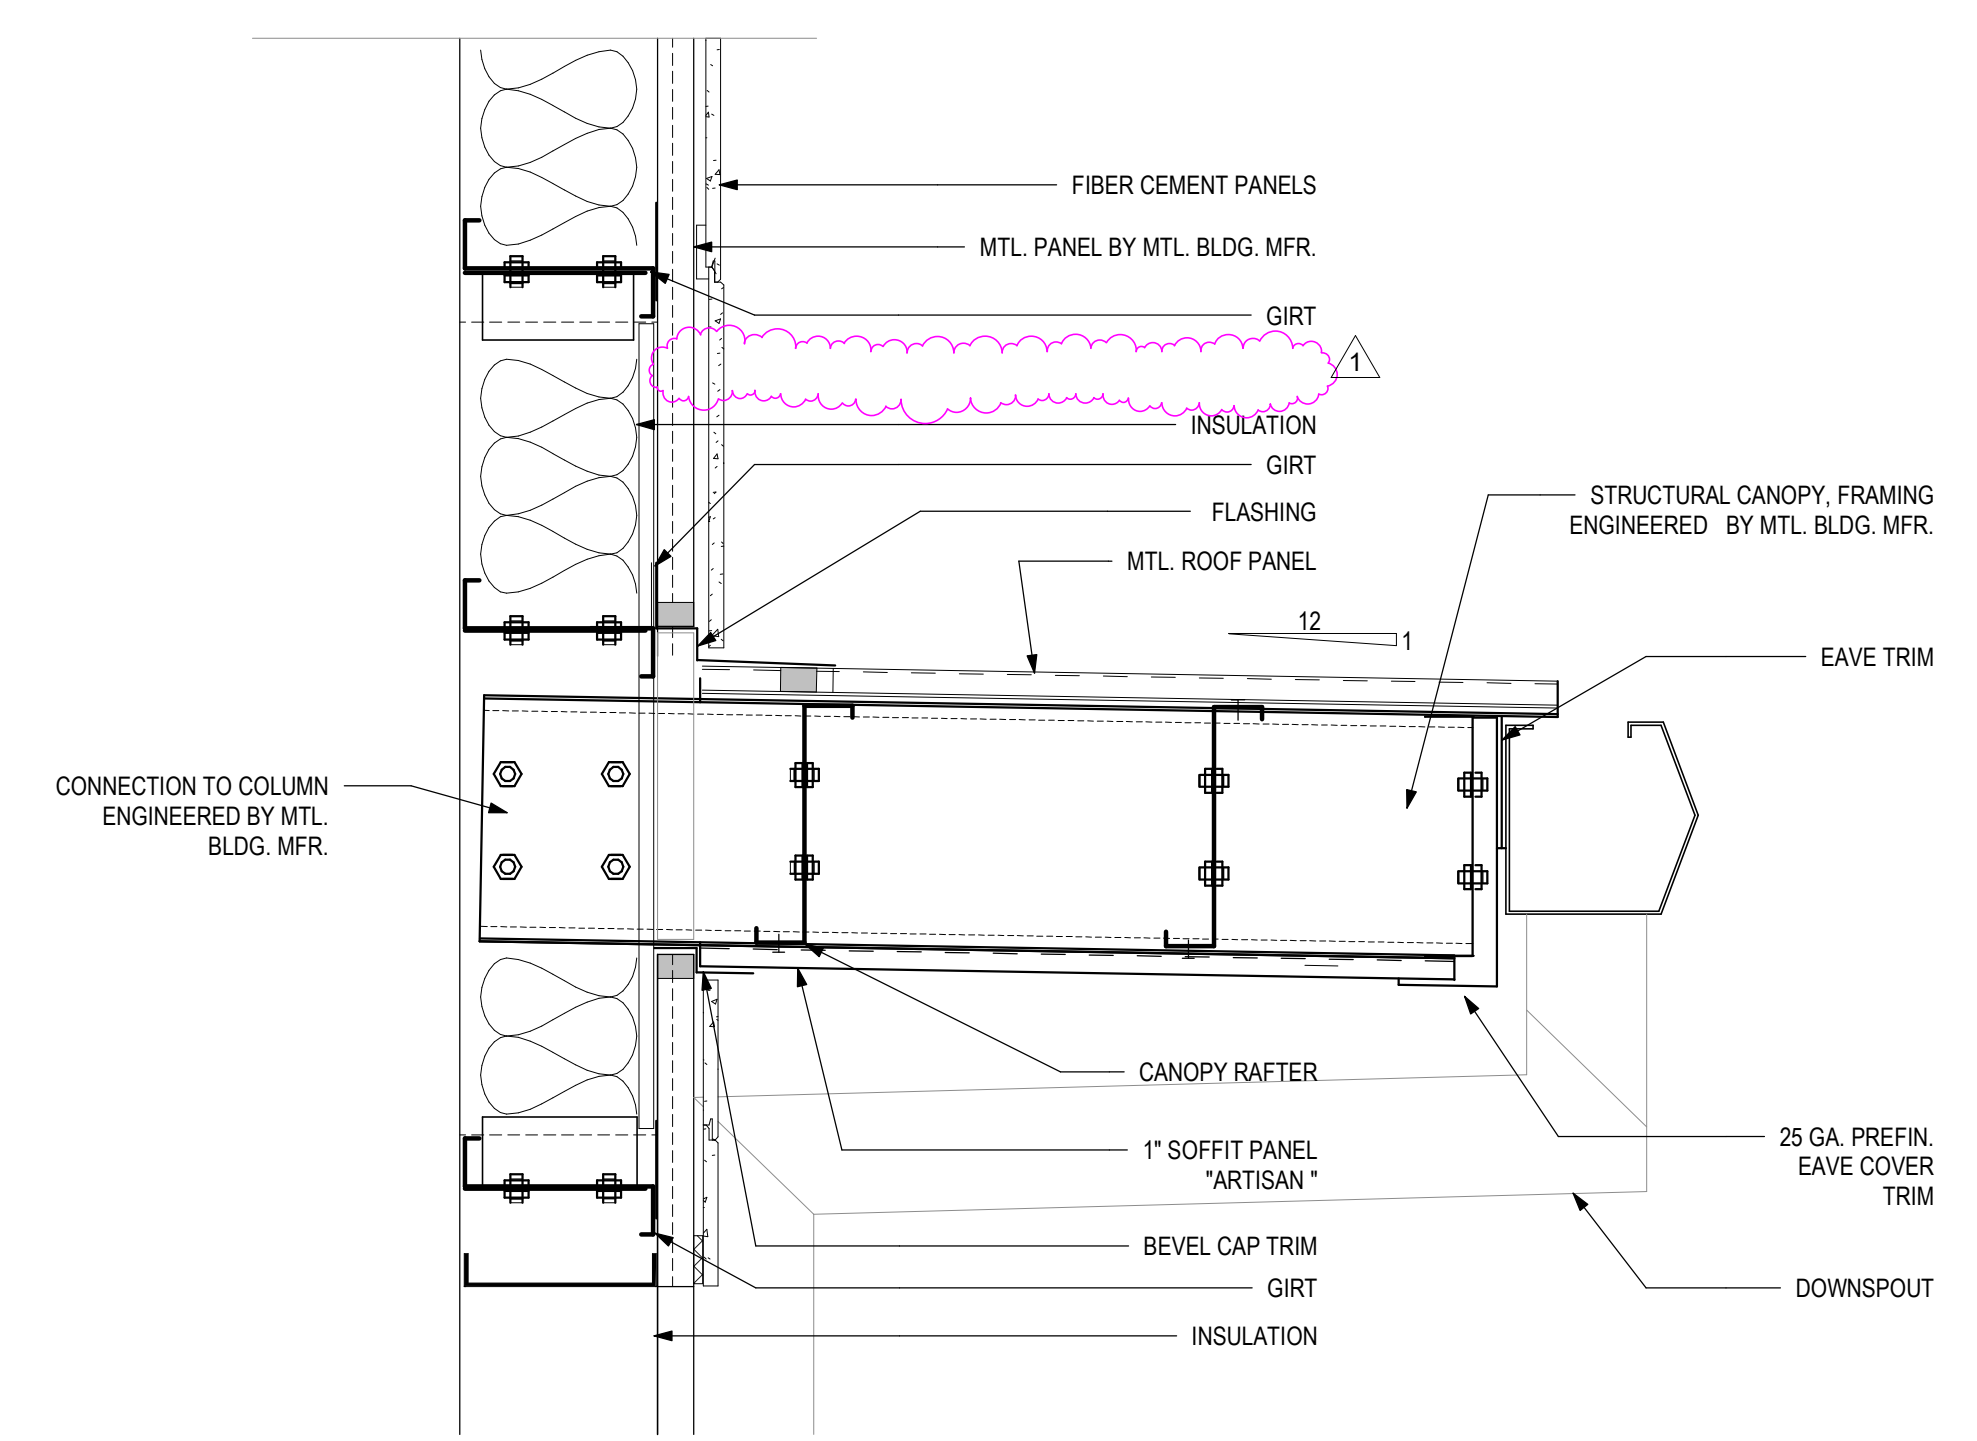 FIBER CEMENT PANELS
MTL. PANEL BY MTL. BLDG. MFR.
GIRT
1
INSULATION
GIRT
FLASHING
MTL. ROOF PANEL
STRUCTURAL CANOPY, FRAMING
ENGINEERED BY MTL. BLDG. MFR.
12
1
EAVE TRIM
CONNECTION TO COLUMN
ENGINEERED BY MTL.
BLDG. MFR.
CANOPY RAFTER
1" SOFFIT PANEL
"ARTISAN "
25 GA. PREFIN.
EAVE COVER
TRIM
BEVEL CAP TRIM
GIRT
DOWNSPOUT
INSULATION